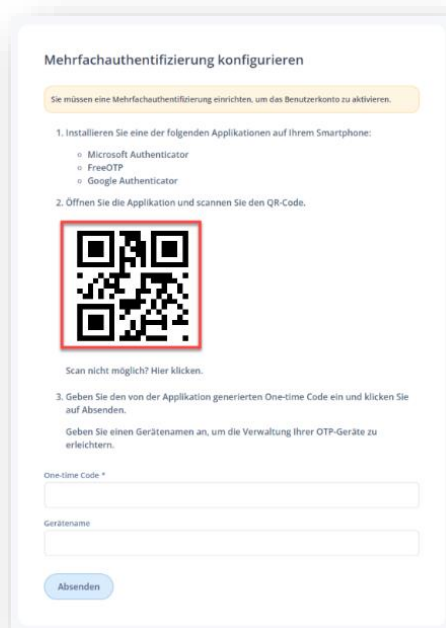 Mehrfachauthentifizierung konfigurieren
Sie müssen eine Mehrfachauthentifizierung einrichten, um das Benutzerkonto zu aktivieren.
1. Installieren Sie eine der folgenden Applikationen auf Ihrem Smartphone:
Microsoft Authenticator
FreeOTP
Google Authenticator
2. Öffnen Sie die Applikation und scannen Sie den QR-Code.
Scan nicht möglich? Hier klicken.
3. Geben Sie den von der Applikation generierten One-time Code ein und klicken Sie
auf Absenden.
Geben Sie einen Gerätenamen an, um die Verwaltung Ihrer OTP-Geräte zu
erleichtern.
One-time Code *
Gerätename
Absenden